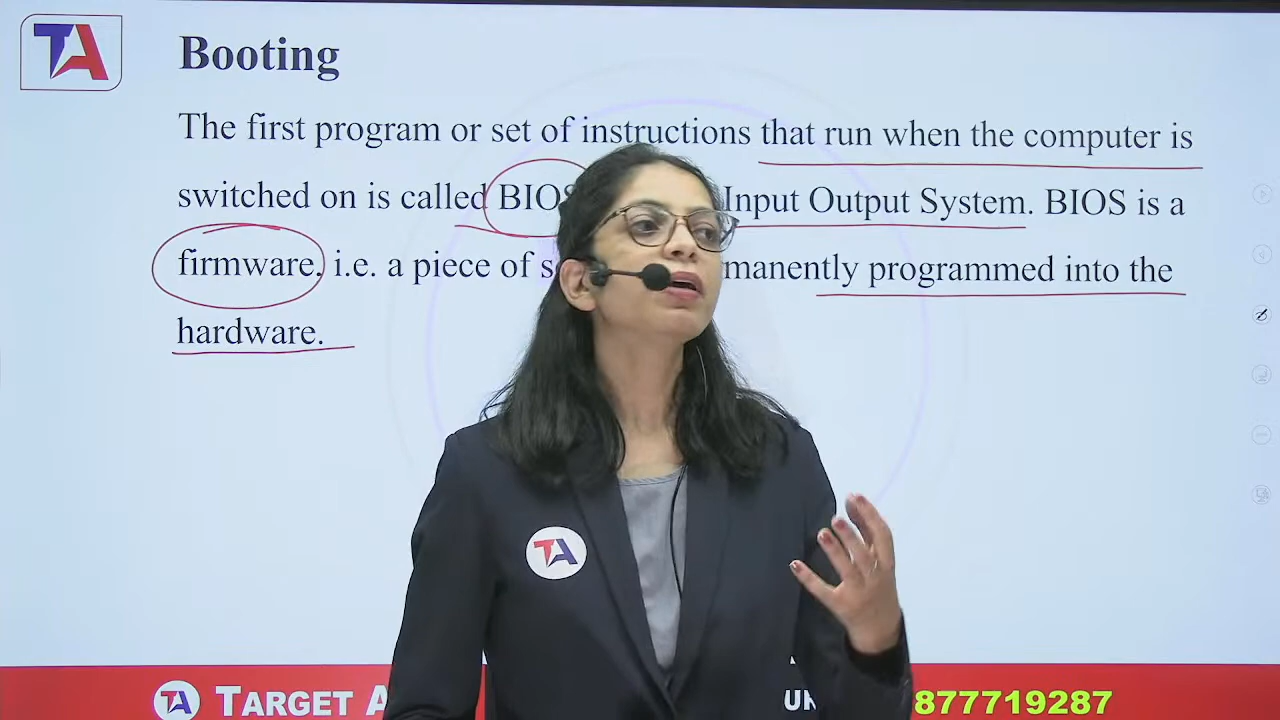 TA
Booting
The first program or set of instructions that run when the computer is
switched on is called BIOS Input Output System. BIOS is a
firmware, i.e. a piece of manently programmed into the
hardware.
TA
TA TARGET A
877719287